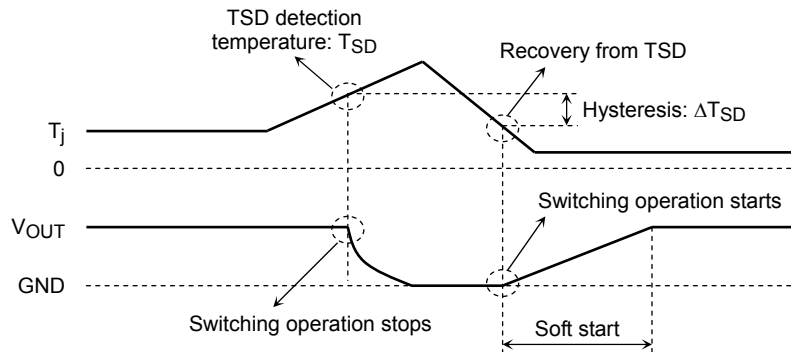 TSD detection
temperature: TSD
Recovery from TSD
Hysteresis: ΔTSD
Tj
0
Switching operation starts
VOUT
GND
Switching operation stops
Soft start